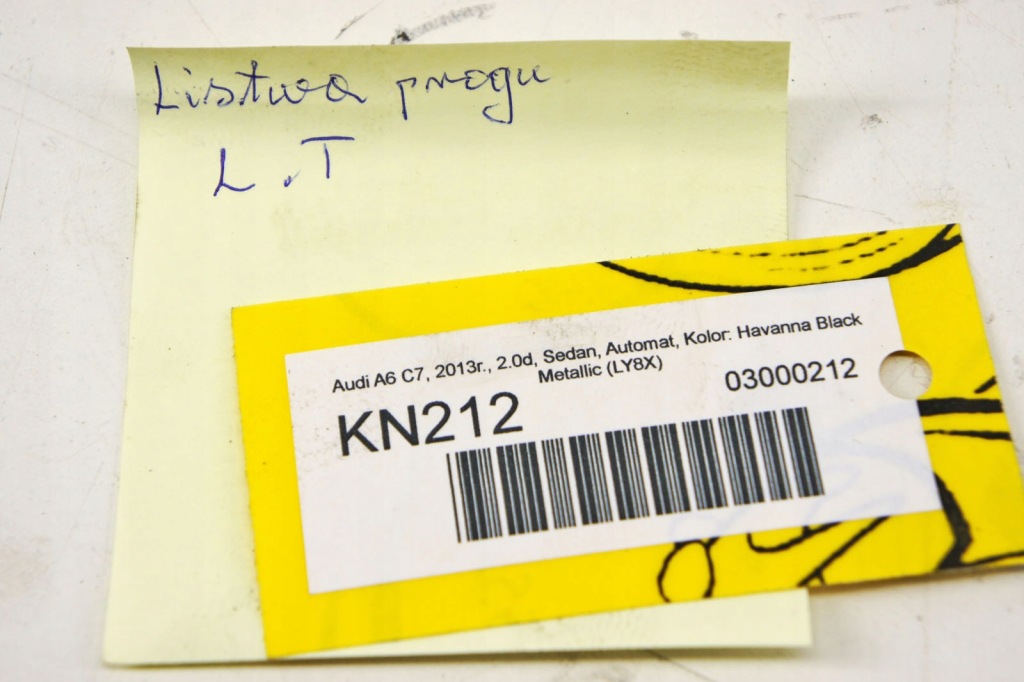 Listwa progu
L.T
Audi A6 C7, 2013r., 2.0d, Sedan, Automat, Kolor: Havanna Black
Metallic (LY8X)
KN212
03000212